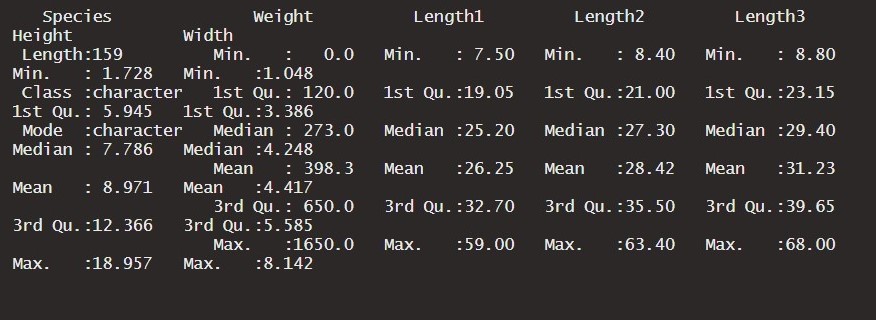 Species Weight Length1 Length2 Length3
Height Width
Length:159 Min. : 0.0 Min. : 7.50 Min. : 8.40 Min. : 8.80
Min. : 1.728 Min. :1.048
Class :character 1st Qu.: 120.0 1st Qu.:19.05 1st Qu.:21.00 1st Qu.:23.15
1st Qu.: 5.945 1st Qu.:3.386
Mode :character Median : 273.0 Median :25.20 Median :27.30 Median :29.40
Median : 7.786 Median :4.248
Mean : 398.3 Mean :26.25 Mean :28.42 Mean :31.23
Mean : 8.971 Mean :4.417
3rd Qu.: 650.0 3rd Qu.:32.70 3rd Qu.:35.50 3rd Qu.:39.65
3rd Qu.:12.366 3rd Qu.:5.585
Max. :1650.0 Max. :59.00 Max. :63.40 Max. :68.00
Max. :18.957 Max. :8.142